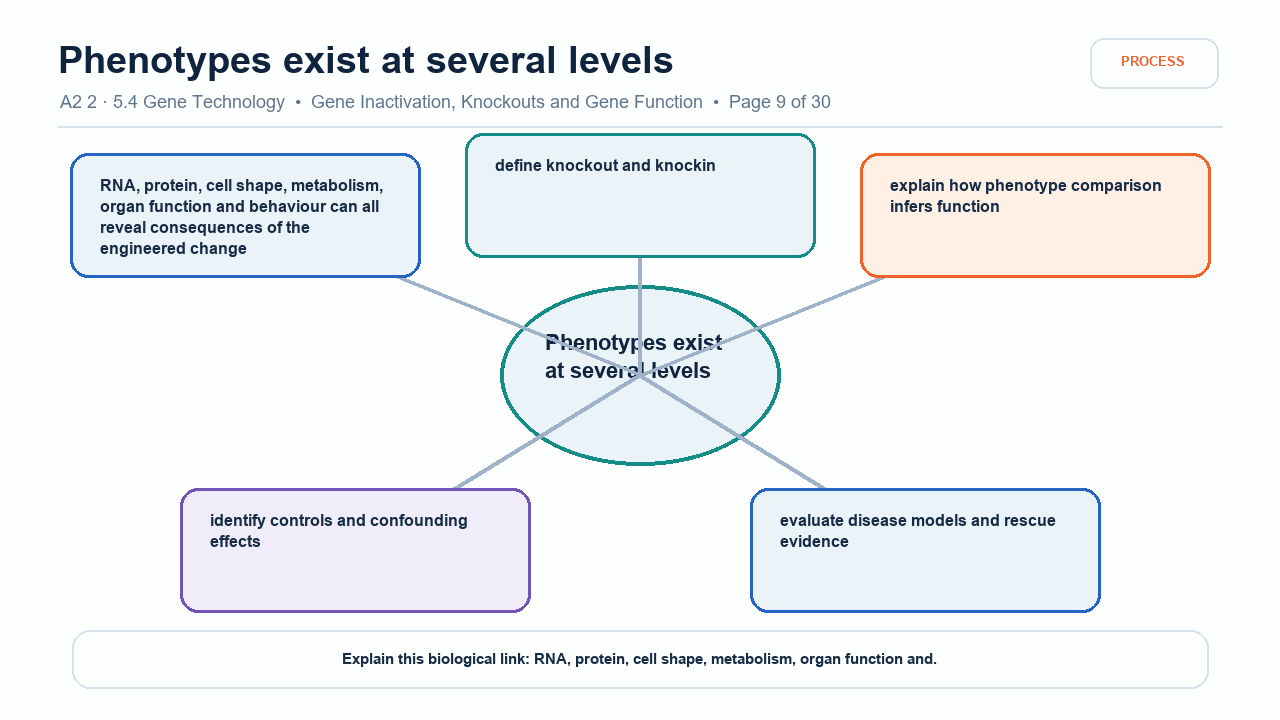 Phenotypes exist at several levels
PROCESS
A2 2 · 5.4 Gene Technology • Gene Inactivation, Knockouts and Gene Function • Page 9 of 30
RNA, protein, cell shape, metabolism,
organ function and behaviour can all
reveal consequences of the
engineered change
define knockout and knockin
explain how phenotype comparison
infers function
Phenotypes exist
at several levels
identify controls and confounding
effects
evaluate disease models and rescue
evidence
Explain this biological link: RNA, protein, cell shape, metabolism, organ function and.